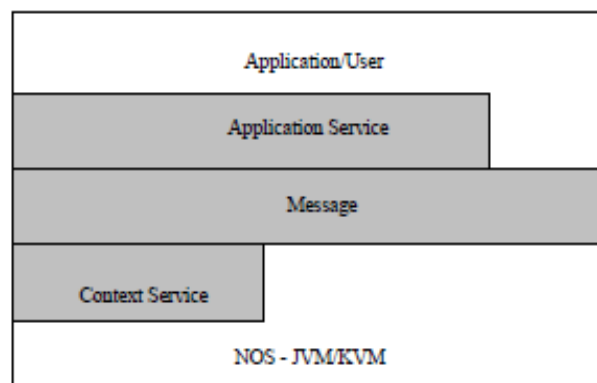 Application/User
Application Service
Message
Context Service
NOS - JVM/KVM